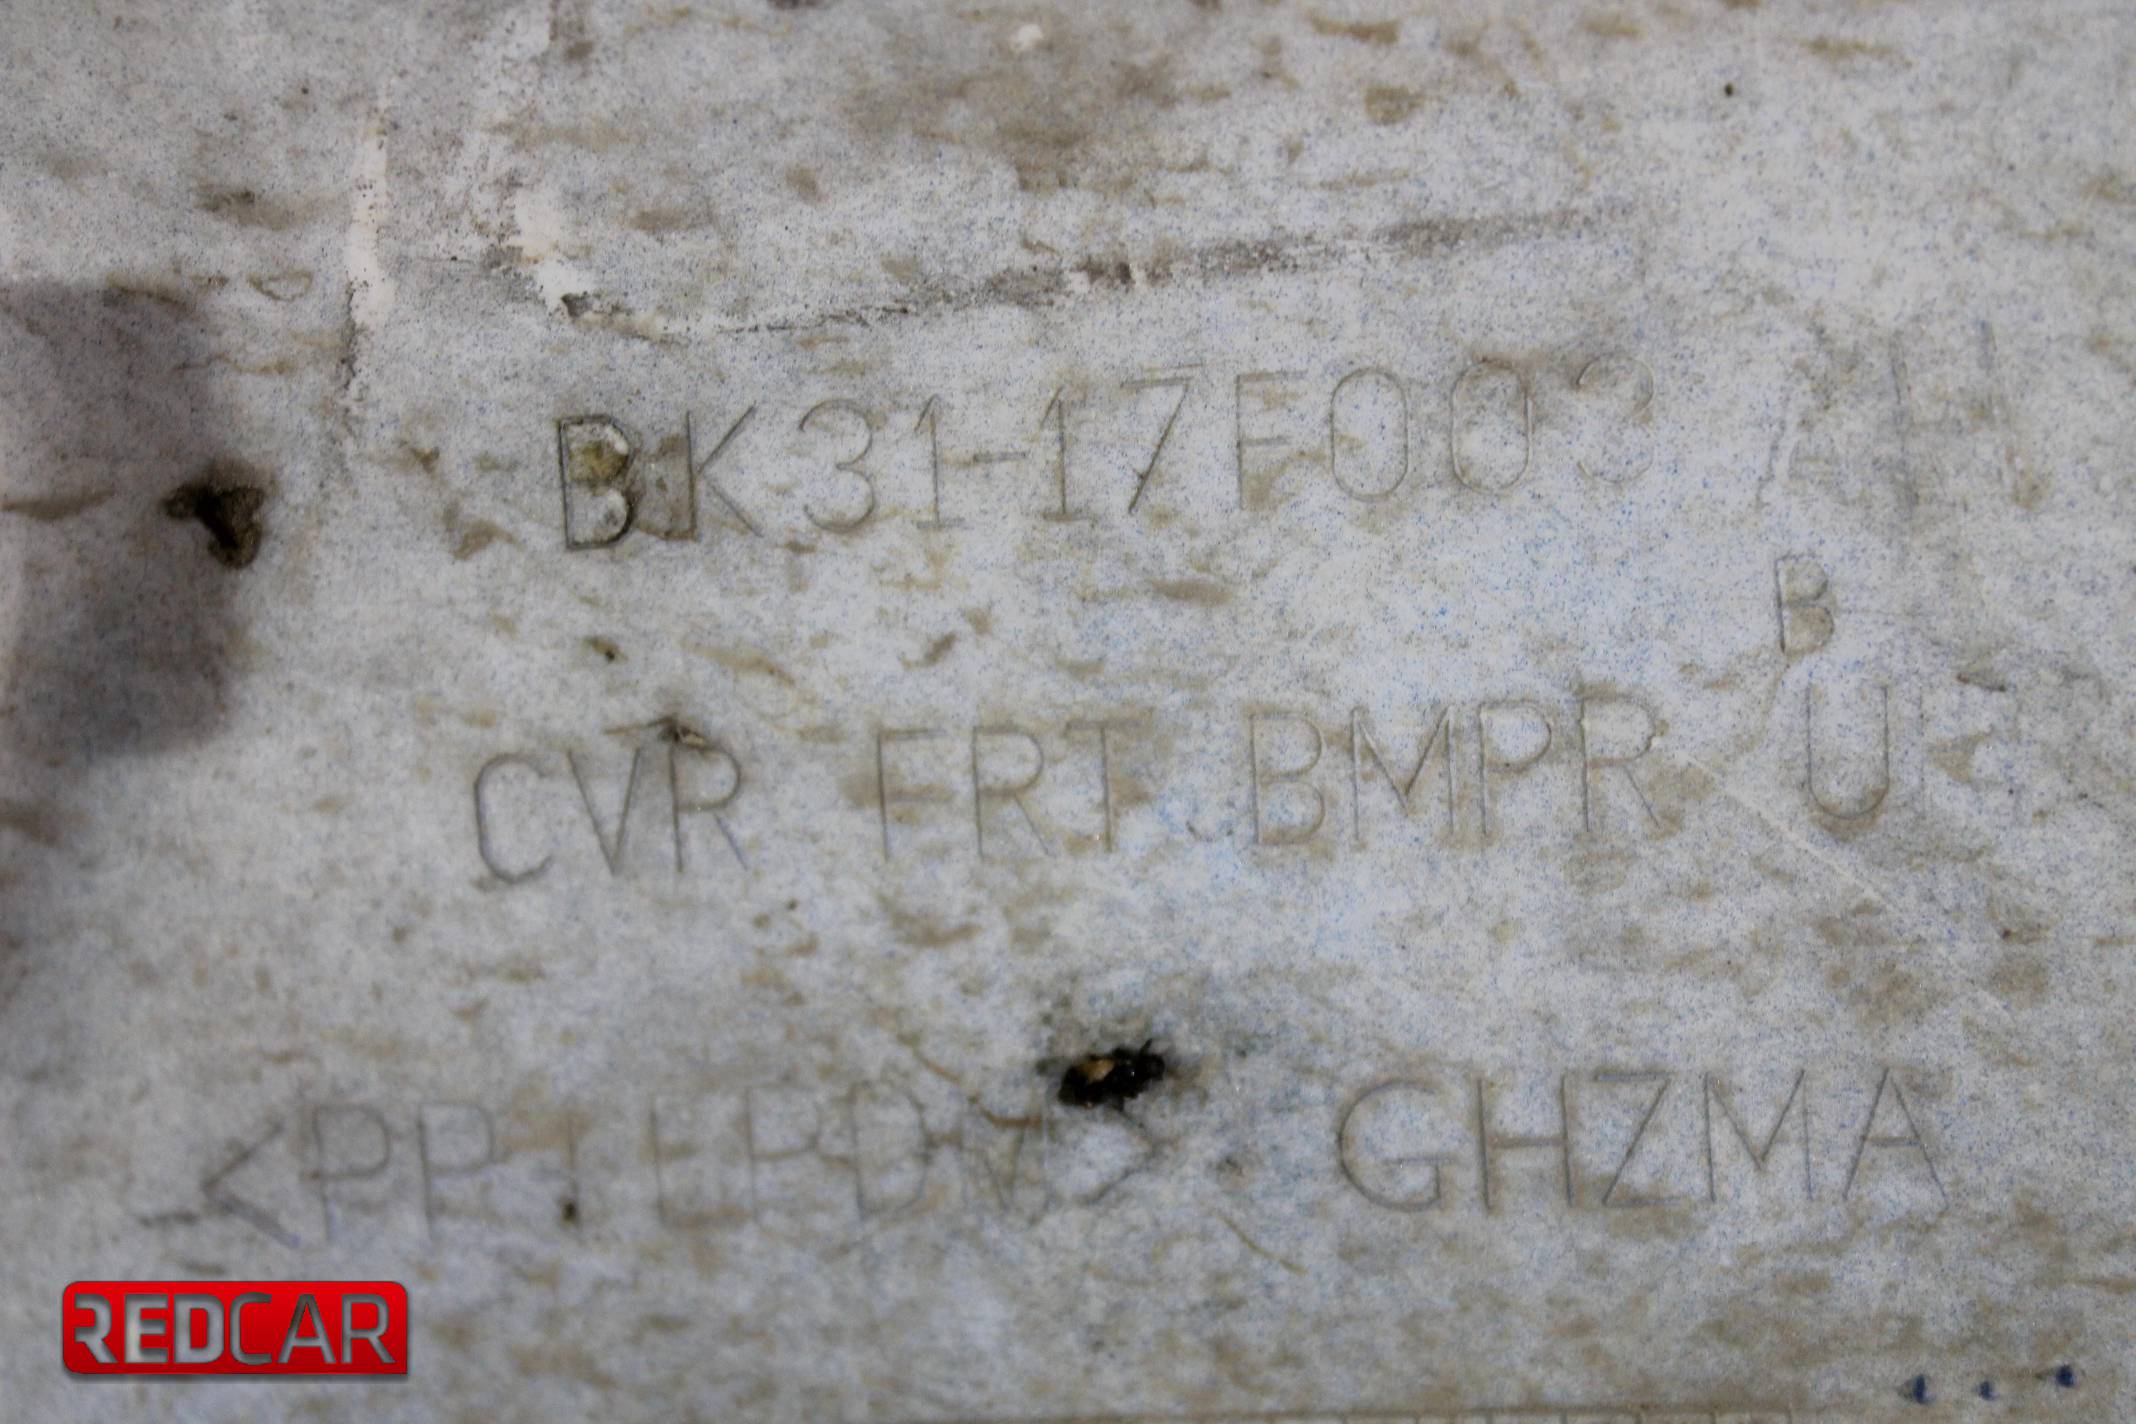 BK31-17F003 AH
B
CVR FRT BMPR U
<PP+EPDM> GHZMA
REDCAR